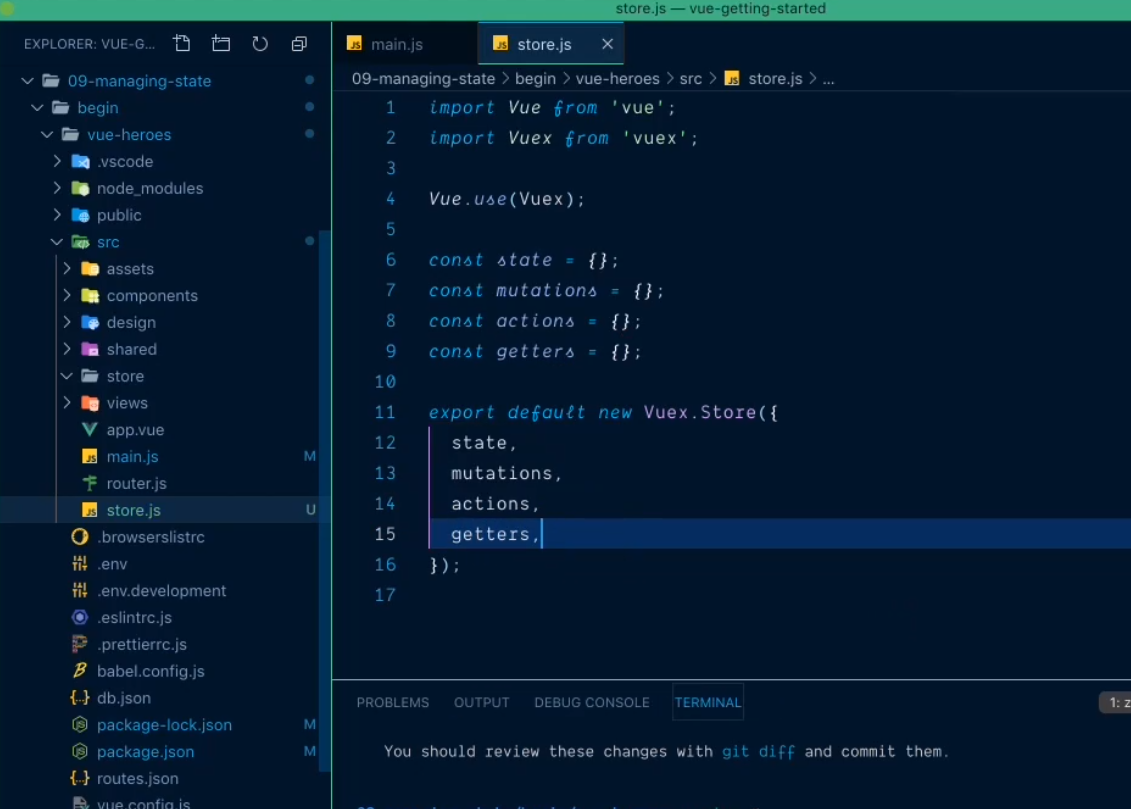 store.js — vue-getting-started
EXPLORER: VUE-G...
09-managing-state
begin
vue-heroes
.vscode
node_modules
public
src
assets
components
design
shared
store
views
app.vue
main.js M
router.js
store.js U
.browserslistrc
.env
.env.development
.eslintrc.js
.prettierrc.js
babel.config.js
db.json
package-lock.json M
package.json M
routes.json
vue.config.js
main.js store.js
09-managing-state > begin > vue-heroes > src > store.js > ...
1 import Vue from 'vue';
2 import Vuex from 'vuex';
3
4 Vue.use(Vuex);
5
6 const state = {};
7 const mutations = {};
8 const actions = {};
9 const getters = {};
10
11 export default new Vuex.Store({
12 state,
13 mutations,
14 actions,
15 getters,
16 });
17
PROBLEMS OUTPUT DEBUG CONSOLE TERMINAL 1: z
You should review these changes with git diff and commit them.